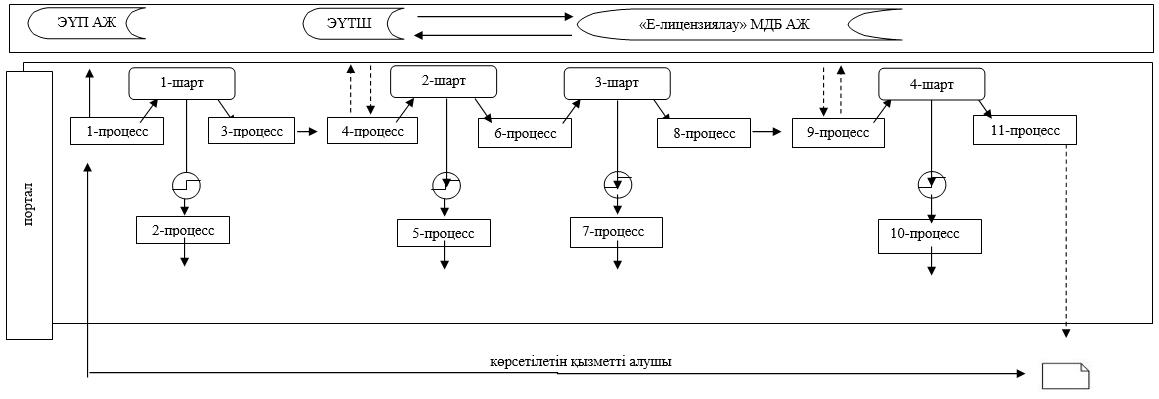 ЭҮП АЖ
ЭҮТШ
«Е-лицензиялау» МДБ АЖ
портал
1-шарт
2-шарт
3-шарт
4-шарт
1-процесс
3-процесс
4-процесс
6-процесс
8-процесс
9-процесс
11-процесс
2-процесс
5-процесс
7-процесс
10-процесс
көрсетілетін қызметті алушы